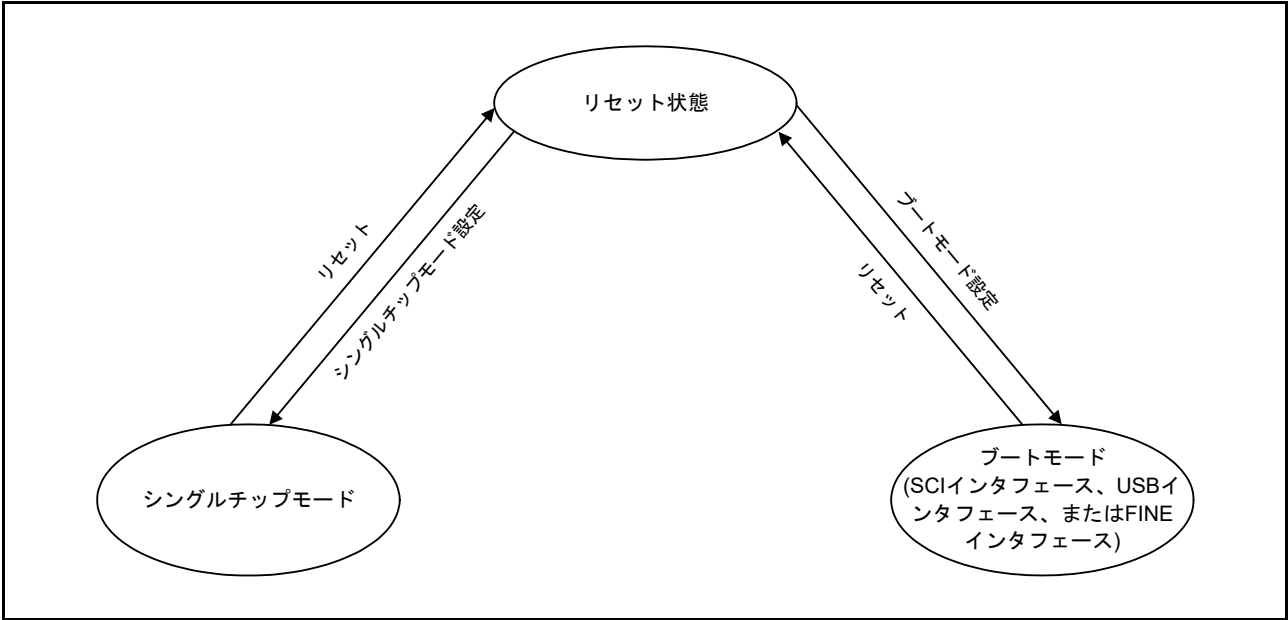 リセット状態
リセット
シングルチップモード設定
ブートモード設定
リセット
シングルチップモード
ブートモード
(SCIインタフェース、USBイ
ンタフェース、またはFINE
インタフェース)